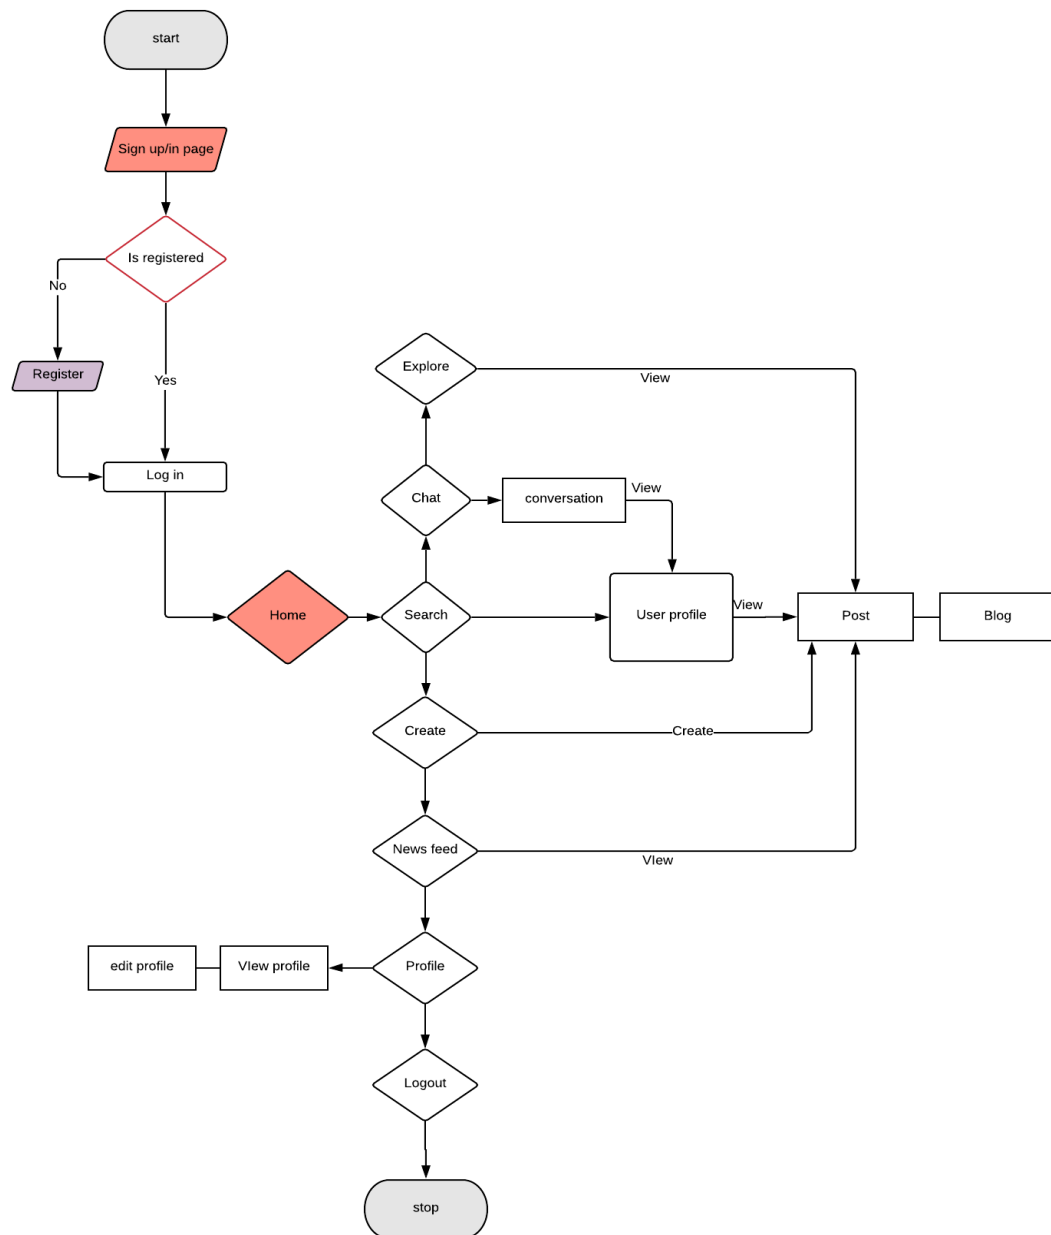 start
Sign up/in page
Is registered
No
Register
Yes
Log in
Explore
View
Chat
conversation
View
Home
Search
User profile
View
Post
Blog
Create
Create
News feed
VIew
edit profile
VIew profile
Profile
Logout
stop